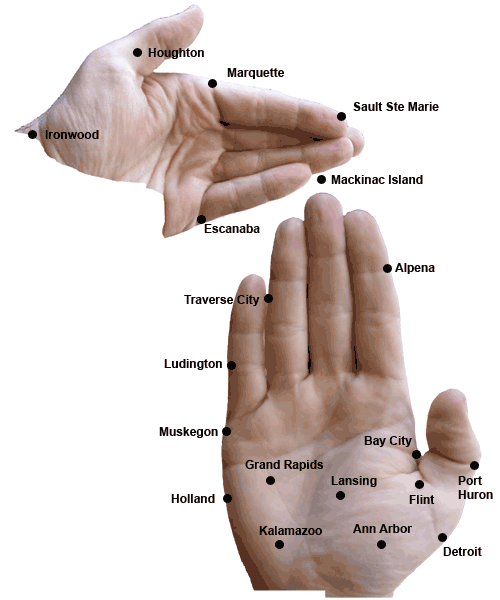 Houghton
Marquette
Sault Ste Marie
Ironwood
Mackinac Island
Escanaba
Alpena
Traverse City
Ludington
Muskegon
Bay City
Grand Rapids
Lansing
Port
Huron
Holland
Flint
Kalamazoo
Ann Arbor
Detroit